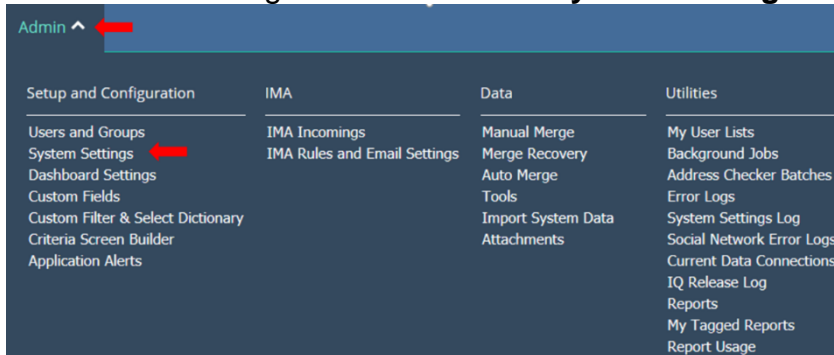 Admin
Setup and Configuration
Users and Groups
System Settings
Dashboard Settings
Custom Fields
Custom Filter & Select Dictionary
Criteria Screen Builder
Application Alerts
IMA
IMA Incomings
IMA Rules and Email Settings
Data
Manual Merge
Merge Recovery
Auto Merge
Tools
Import System Data
Attachments
Utilities
My User Lists
Background Jobs
Address Checker Batches
Error Logs
System Settings Log
Social Network Error Logs
Current Data Connections
IQ Release Log
Reports
My Tagged Reports
Report Usage